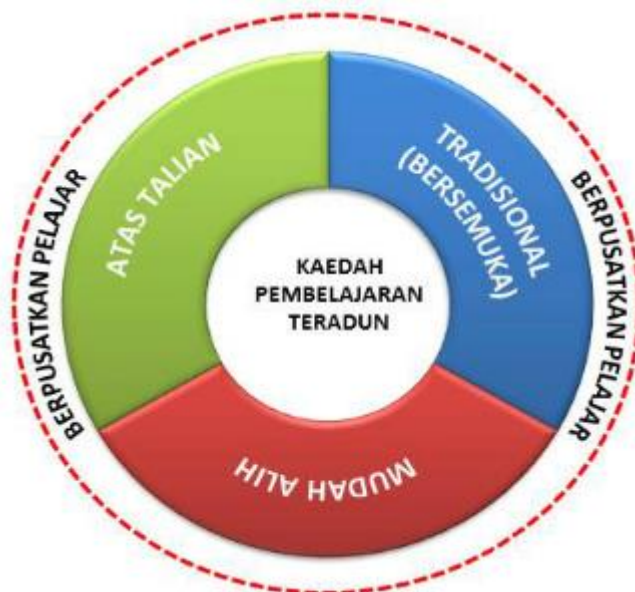 ATAS TALIAN
TRADISIONAL
(BERSEMUKA)
BERPUSATKAN PELAJAR
BERPUSATKAN PELAJAR
KAEDAH
PEMBELAJARAN
TERADUN
MUDAH ALIH